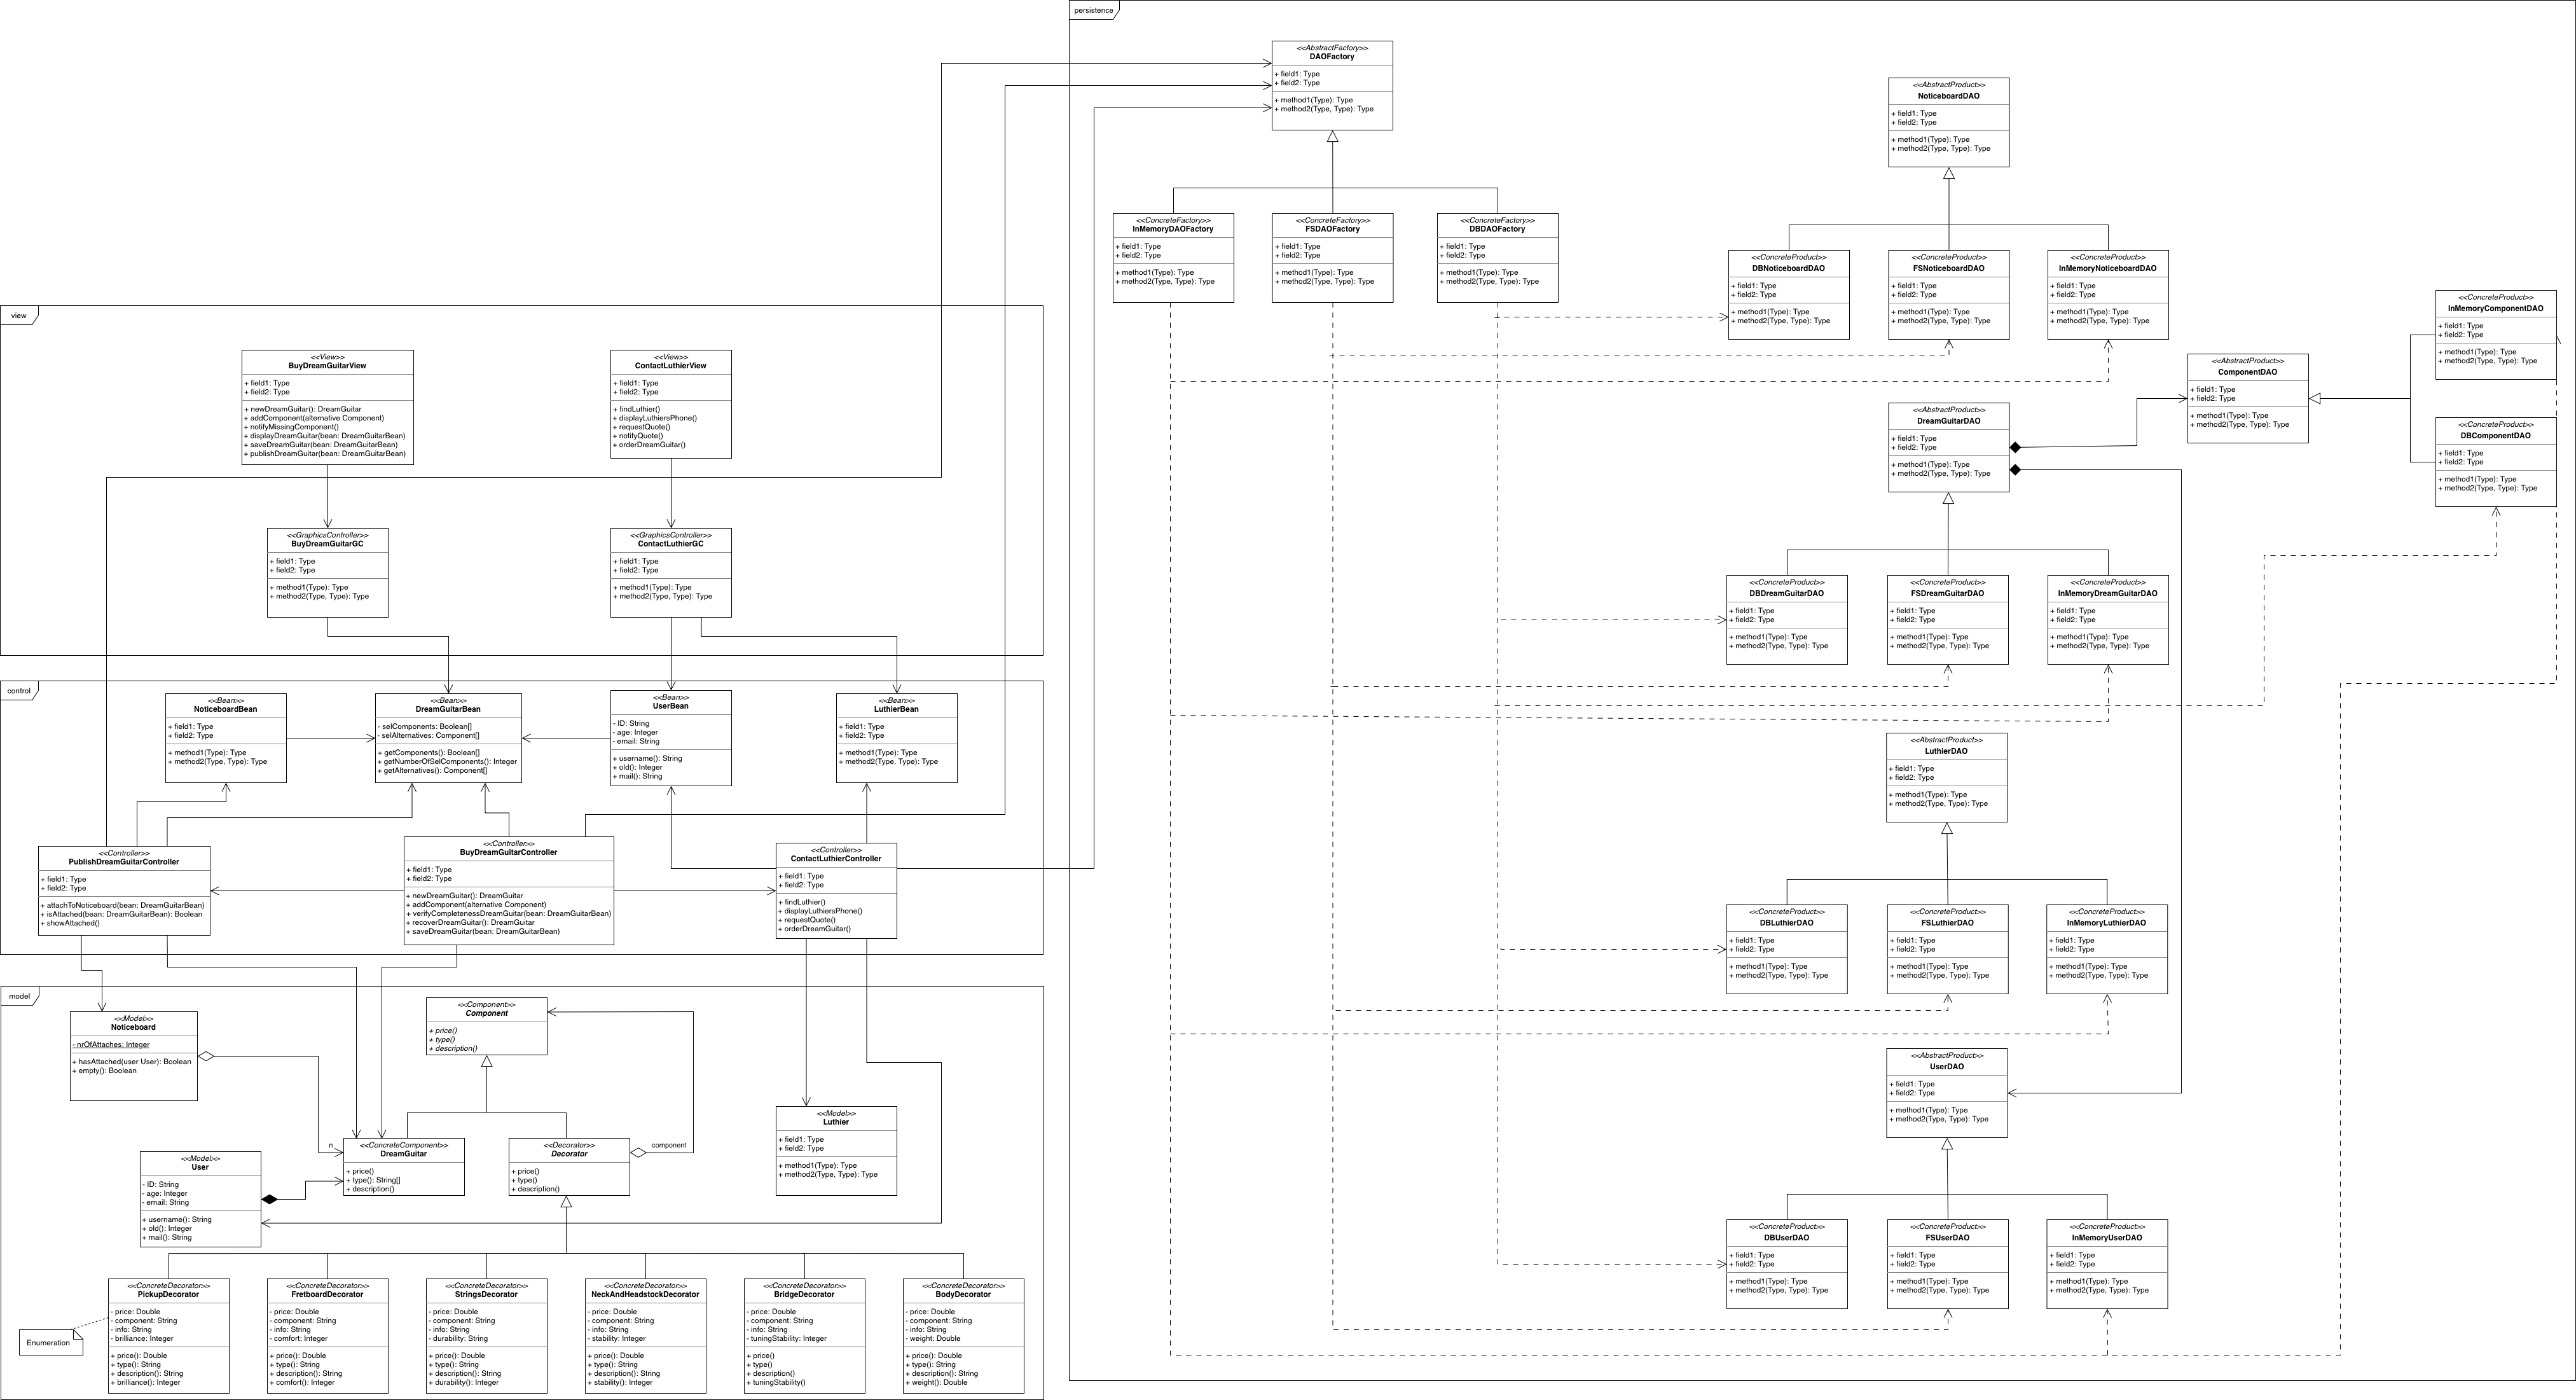 persistence
<<AbstractFactory>>
DAOFactory
+ field1: Type
+ field2: Type
+ method1(Type): Type
+ method2(Type, Type): Type
<<AbstractProduct>>
NoticeboardDAO
+ field1: Type
+ field2: Type
+ method1(Type): Type
+ method2(Type, Type): Type
<<ConcreteFactory>>
InMemoryDAOFactory
+ field1: Type
+ field2: Type
+ method1(Type): Type
+ method2(Type, Type): Type
<<ConcreteFactory>>
FSDAOFactory
+ field1: Type
+ field2: Type
+ method1(Type): Type
+ method2(Type, Type): Type
<<ConcreteFactory>>
DBDAOFactory
+ field1: Type
+ field2: Type
+ method1(Type): Type
+ method2(Type, Type): Type
<<ConcreteProduct>>
DBNoticeboardDAO
+ field1: Type
+ field2: Type
+ method1(Type): Type
+ method2(Type, Type): Type
<<ConcreteProduct>>
FSNoticeboardDAO
+ field1: Type
+ field2: Type
+ method1(Type): Type
+ method2(Type, Type): Type
<<ConcreteProduct>>
InMemoryNoticeboardDAO
+ field1: Type
+ field2: Type
+ method1(Type): Type
+ method2(Type, Type): Type
<<ConcreteProduct>>
InMemoryComponentDAO
+ field1: Type
+ field2: Type
+ method1(Type): Type
+ method2(Type, Type): Type
<<AbstractProduct>>
ComponentDAO
+ field1: Type
+ field2: Type
+ method1(Type): Type
+ method2(Type, Type): Type
<<ConcreteProduct>>
DBComponentDAO
+ field1: Type
+ field2: Type
+ method1(Type): Type
+ method2(Type, Type): Type
<<AbstractProduct>>
DreamGuitarDAO
+ field1: Type
+ field2: Type
+ method1(Type): Type
+ method2(Type, Type): Type
<<ConcreteProduct>>
DBDreamGuitarDAO
+ field1: Type
+ field2: Type
+ method1(Type): Type
+ method2(Type, Type): Type
<<ConcreteProduct>>
FSDreamGuitarDAO
+ field1: Type
+ field2: Type
+ method1(Type): Type
+ method2(Type, Type): Type
<<ConcreteProduct>>
InMemoryDreamGuitarDAO
+ field1: Type
+ field2: Type
+ method1(Type): Type
+ method2(Type, Type): Type
<<AbstractProduct>>
LuthierDAO
+ field1: Type
+ field2: Type
+ method1(Type): Type
+ method2(Type, Type): Type
<<ConcreteProduct>>
DBLuthierDAO
+ field1: Type
+ field2: Type
+ method1(Type): Type
+ method2(Type, Type): Type
<<ConcreteProduct>>
FSLuthierDAO
+ field1: Type
+ field2: Type
+ method1(Type): Type
+ method2(Type, Type): Type
<<ConcreteProduct>>
InMemoryLuthierDAO
+ field1: Type
+ field2: Type
+ method1(Type): Type
+ method2(Type, Type): Type
<<AbstractProduct>>
UserDAO
+ field1: Type
+ field2: Type
+ method1(Type): Type
+ method2(Type, Type): Type
<<ConcreteProduct>>
DBUserDAO
+ field1: Type
+ field2: Type
+ method1(Type): Type
+ method2(Type, Type): Type
<<ConcreteProduct>>
FSUserDAO
+ field1: Type
+ field2: Type
+ method1(Type): Type
+ method2(Type, Type): Type
<<ConcreteProduct>>
InMemoryUserDAO
+ field1: Type
+ field2: Type
+ method1(Type): Type
+ method2(Type, Type): Type
view
<<View>>
BuyDreamGuitarView
+ field1: Type
+ field2: Type
+ newDreamGuitar(): DreamGuitar
+ addComponent(alternative Component)
+ notifyMissingComponent()
+ displayDreamGuitar(bean: DreamGuitarBean)
+ saveDreamGuitar(bean: DreamGuitarBean)
+ publishDreamGuitar(bean: DreamGuitarBean)
<<View>>
ContactLuthierView
+ field1: Type
+ field2: Type
+ findLuthier()
+ displayLuthiersPhone()
+ requestQuote()
+ notifyQuote()
+ orderDreamGuitar()
<<GraphicsController>>
BuyDreamGuitarGC
+ field1: Type
+ field2: Type
+ method1(Type): Type
+ method2(Type, Type): Type
<<GraphicsController>>
ContactLuthierGC
+ field1: Type
+ field2: Type
+ method1(Type): Type
+ method2(Type, Type): Type
control
<<Bean>>
NoticeboardBean
+ field1: Type
+ field2: Type
+ method1(Type): Type
+ method2(Type, Type): Type
<<Bean>>
DreamGuitarBean
- selComponents: Boolean[]
- selAlternatives: Component[]
+ getComponents(): Boolean[]
+ getNumberOfSelComponents(): Integer
+ getAlternatives(): Component[]
<<Bean>>
UserBean
- ID: String
- age: Integer
- email: String
+ username(): String
+ old(): Integer
+ mail(): String
<<Bean>>
LuthierBean
+ field1: Type
+ field2: Type
+ method1(Type): Type
+ method2(Type, Type): Type
<<Controller>>
PublishDreamGuitarController
+ field1: Type
+ field2: Type
+ attachToNoticeboard(bean: DreamGuitarBean)
+ isAttached(bean: DreamGuitarBean): Boolean
+ showAttached()
<<Controller>>
BuyDreamGuitarController
+ field1: Type
+ field2: Type
+ newDreamGuitar(): DreamGuitar
+ addComponent(alternative Component)
+ verifyCompletenessDreamGuitar(bean: DreamGuitarBean)
+ recoverDreamGuitar(): DreamGuitar
+ saveDreamGuitar(bean: DreamGuitarBean)
<<Controller>>
ContactLuthierController
+ field1: Type
+ field2: Type
+ findLuthier()
+ displayLuthiersPhone()
+ requestQuote()
+ orderDreamGuitar()
model
<<Model>>
Noticeboard
- nrOfAttaches: Integer
+ hasAttached(user User): Boolean
+ empty(): Boolean
<<Component>>
Component
+ price()
+ type()
+ description()
<<Model>>
Luthier
+ field1: Type
+ field2: Type
+ method1(Type): Type
+ method2(Type, Type): Type
n
<<ConcreteComponent>>
DreamGuitar
+ price()
+ type(): String[]
+ description()
<<Decorator>>
Decorator
+ price()
+ type()
+ description()
component
<<Model>>
User
- ID: String
- age: Integer
- email: String
+ username(): String
+ old(): Integer
+ mail(): String
<<ConcreteDecorator>>
PickupDecorator
- price: Double
- component: String
- info: String
- brilliance: Integer
+ price(): Double
+ type(): String
+ description(): String
+ brilliance(): Integer
Enumeration
<<ConcreteDecorator>>
FretboardDecorator
- price: Double
- component: String
- info: String
- comfort: Integer
+ price(): Double
+ type(): String
+ description(): String
+ comfort(): Integer
<<ConcreteDecorator>>
StringsDecorator
- price: Double
- component: String
- info: String
- durability: String
+ price(): Double
+ type(): String
+ description(): String
+ durability(): Integer
<<ConcreteDecorator>>
NeckAndHeadstockDecorator
- price: Double
- component: String
- info: String
- stability: Integer
+ price(): Double
+ type(): String
+ description(): String
+ stability(): Integer
<<ConcreteDecorator>>
BridgeDecorator
- price: Double
- component: String
- info: String
- tuningStability: Integer
+ price()
+ type()
+ description()
+ tuningStability()
<<ConcreteDecorator>>
BodyDecorator
- price: Double
- component: String
- info: String
- weight: Double
+ price(): Double
+ type(): String
+ description(): String
+ weight(): Double